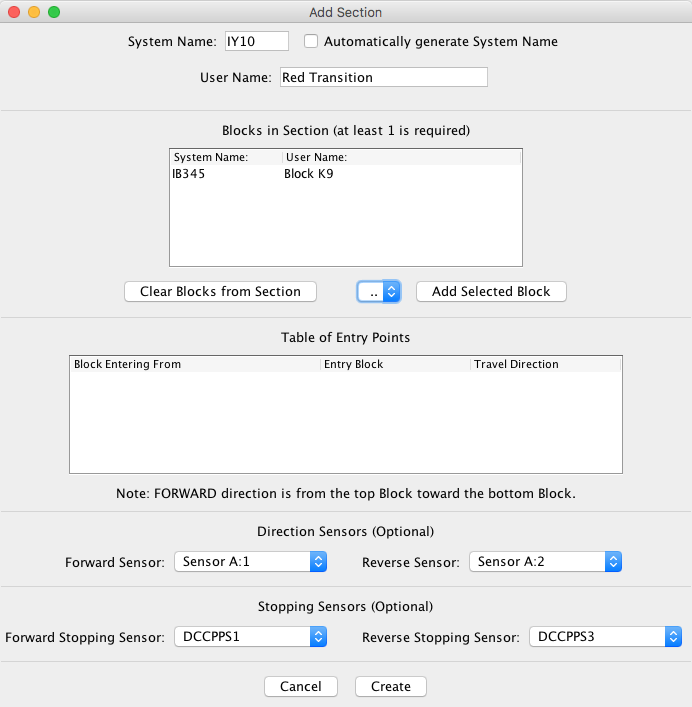 Add Section
System Name: IY10 Automatically generate System Name
User Name: Red Transition
Blocks in Section (at least 1 is required)
System Name: User Name:
IB345 Block K9
Clear Blocks from Section .. Add Selected Block
Table of Entry Points
Block Entering From Entry Block Travel Direction
Note: FORWARD direction is from the top Block toward the bottom Block.
Direction Sensors (Optional)
Forward Sensor: Sensor A:1 Reverse Sensor: Sensor A:2
Stopping Sensors (Optional)
Forward Stopping Sensor: DCCPPS1 Reverse Stopping Sensor: DCCPPS3
Cancel Create